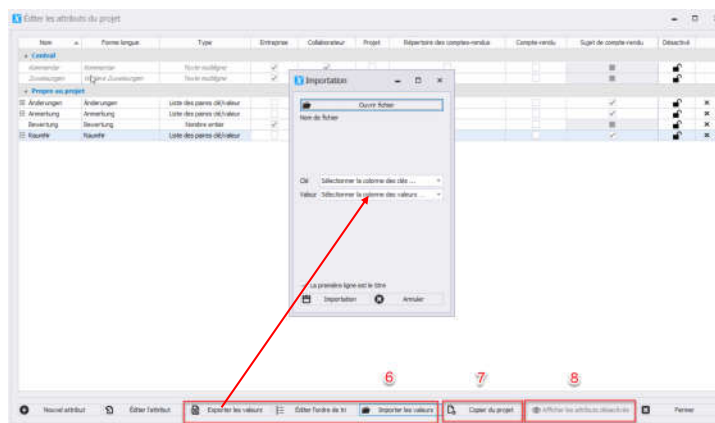 Éditer les attributs du projet
Nom Forme longue Type Entreprise Collaborateur Projet Répertoire des comptes-rendus Compte-rendu Sujet de compte-rendu Désactivé
Central
Kommentar Kommentar Texte multiligne
Zuweisungen Zuweisungen Texte multiligne
Propre au projet
Änderungen Änderungen Liste des paires clé/valeur
Anmerkung Anmerkung Liste des paires clé/valeur
Bewertung Bewertung Nombre entier
RaumNr RaumNr Liste des paires clé/valeur
Importation
Ouvrir fichier
Nom de fichier
Clé Sélectionner la colonne des clés ...
Valeur Sélectionner la colonne des valeurs ...
La première ligne est le titre
Importation Annuler
6 7 8
Nouvel attribut Éditer l'attribut Exporter les valeurs Éditer l'ordre de tri Importer les valeurs Copier du projet Afficher les attributs désactivés Fermer